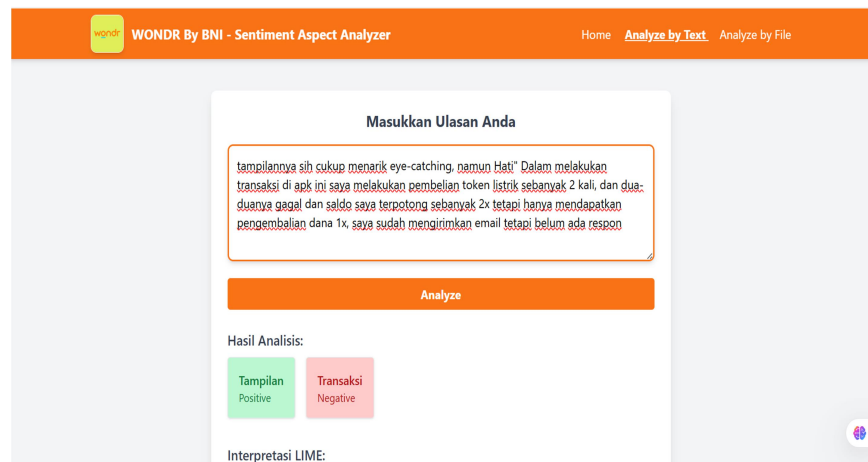 wondr
WONDR By BNI - Sentiment Aspect Analyzer
Home Analyze by Text Analyze by File
Masukkan Ulasan Anda
tampilannya sih cukup menarik eye-catching, namun Hati" Dalam melakukan
transaksi di apk ini saya melakukan pembelian token listrik sebanyak 2 kali, dan dua-
duanya gagal dan saldo saya terpotong sebanyak 2x tetapi hanya mendapatkan
pengembalian dana 1x, saya sudah mengirimkan email tetapi belum ada respon
Analyze
Hasil Analisis:
Tampilan Transaksi
Positive Negative
Interpretasi LIME: